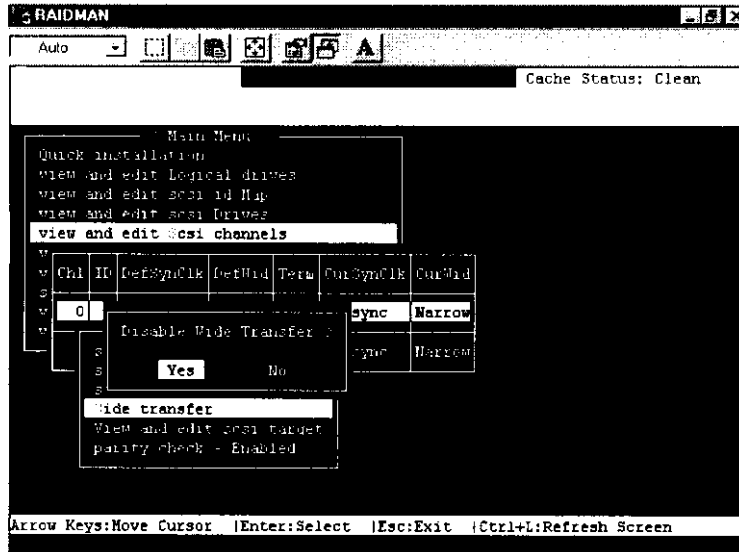 RAIDMAN
Auto
A
Cache Status: Clean
Main Menu
Quick installation
view and edit Logical drives
view and edit scsi id Map
view and edit scsi Drives
view and edit Scsi channels
v
v Chl ID DefSynClk DefWid Term CurSynClk CurWid
s
v 0 sync Narrow
v
Disable Wide Transfer ?
s sync Narrow
s Yes No
s
Wide transfer
View and edit scsi target
parity check - Enabled
Arrow Keys:Move Cursor |Enter:Select |Esc:Exit |Ctrl+L:Refresh Screen